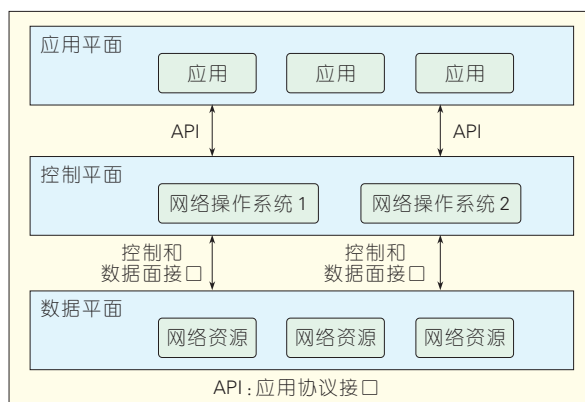 应用平面
应用 应用 应用
API API
控制平面
网络操作系统 1 网络操作系统 2
控制和 控制和
数据面接口 数据面接口
数据平面
网络资源 网络资源 网络资源
API：应用协议接口